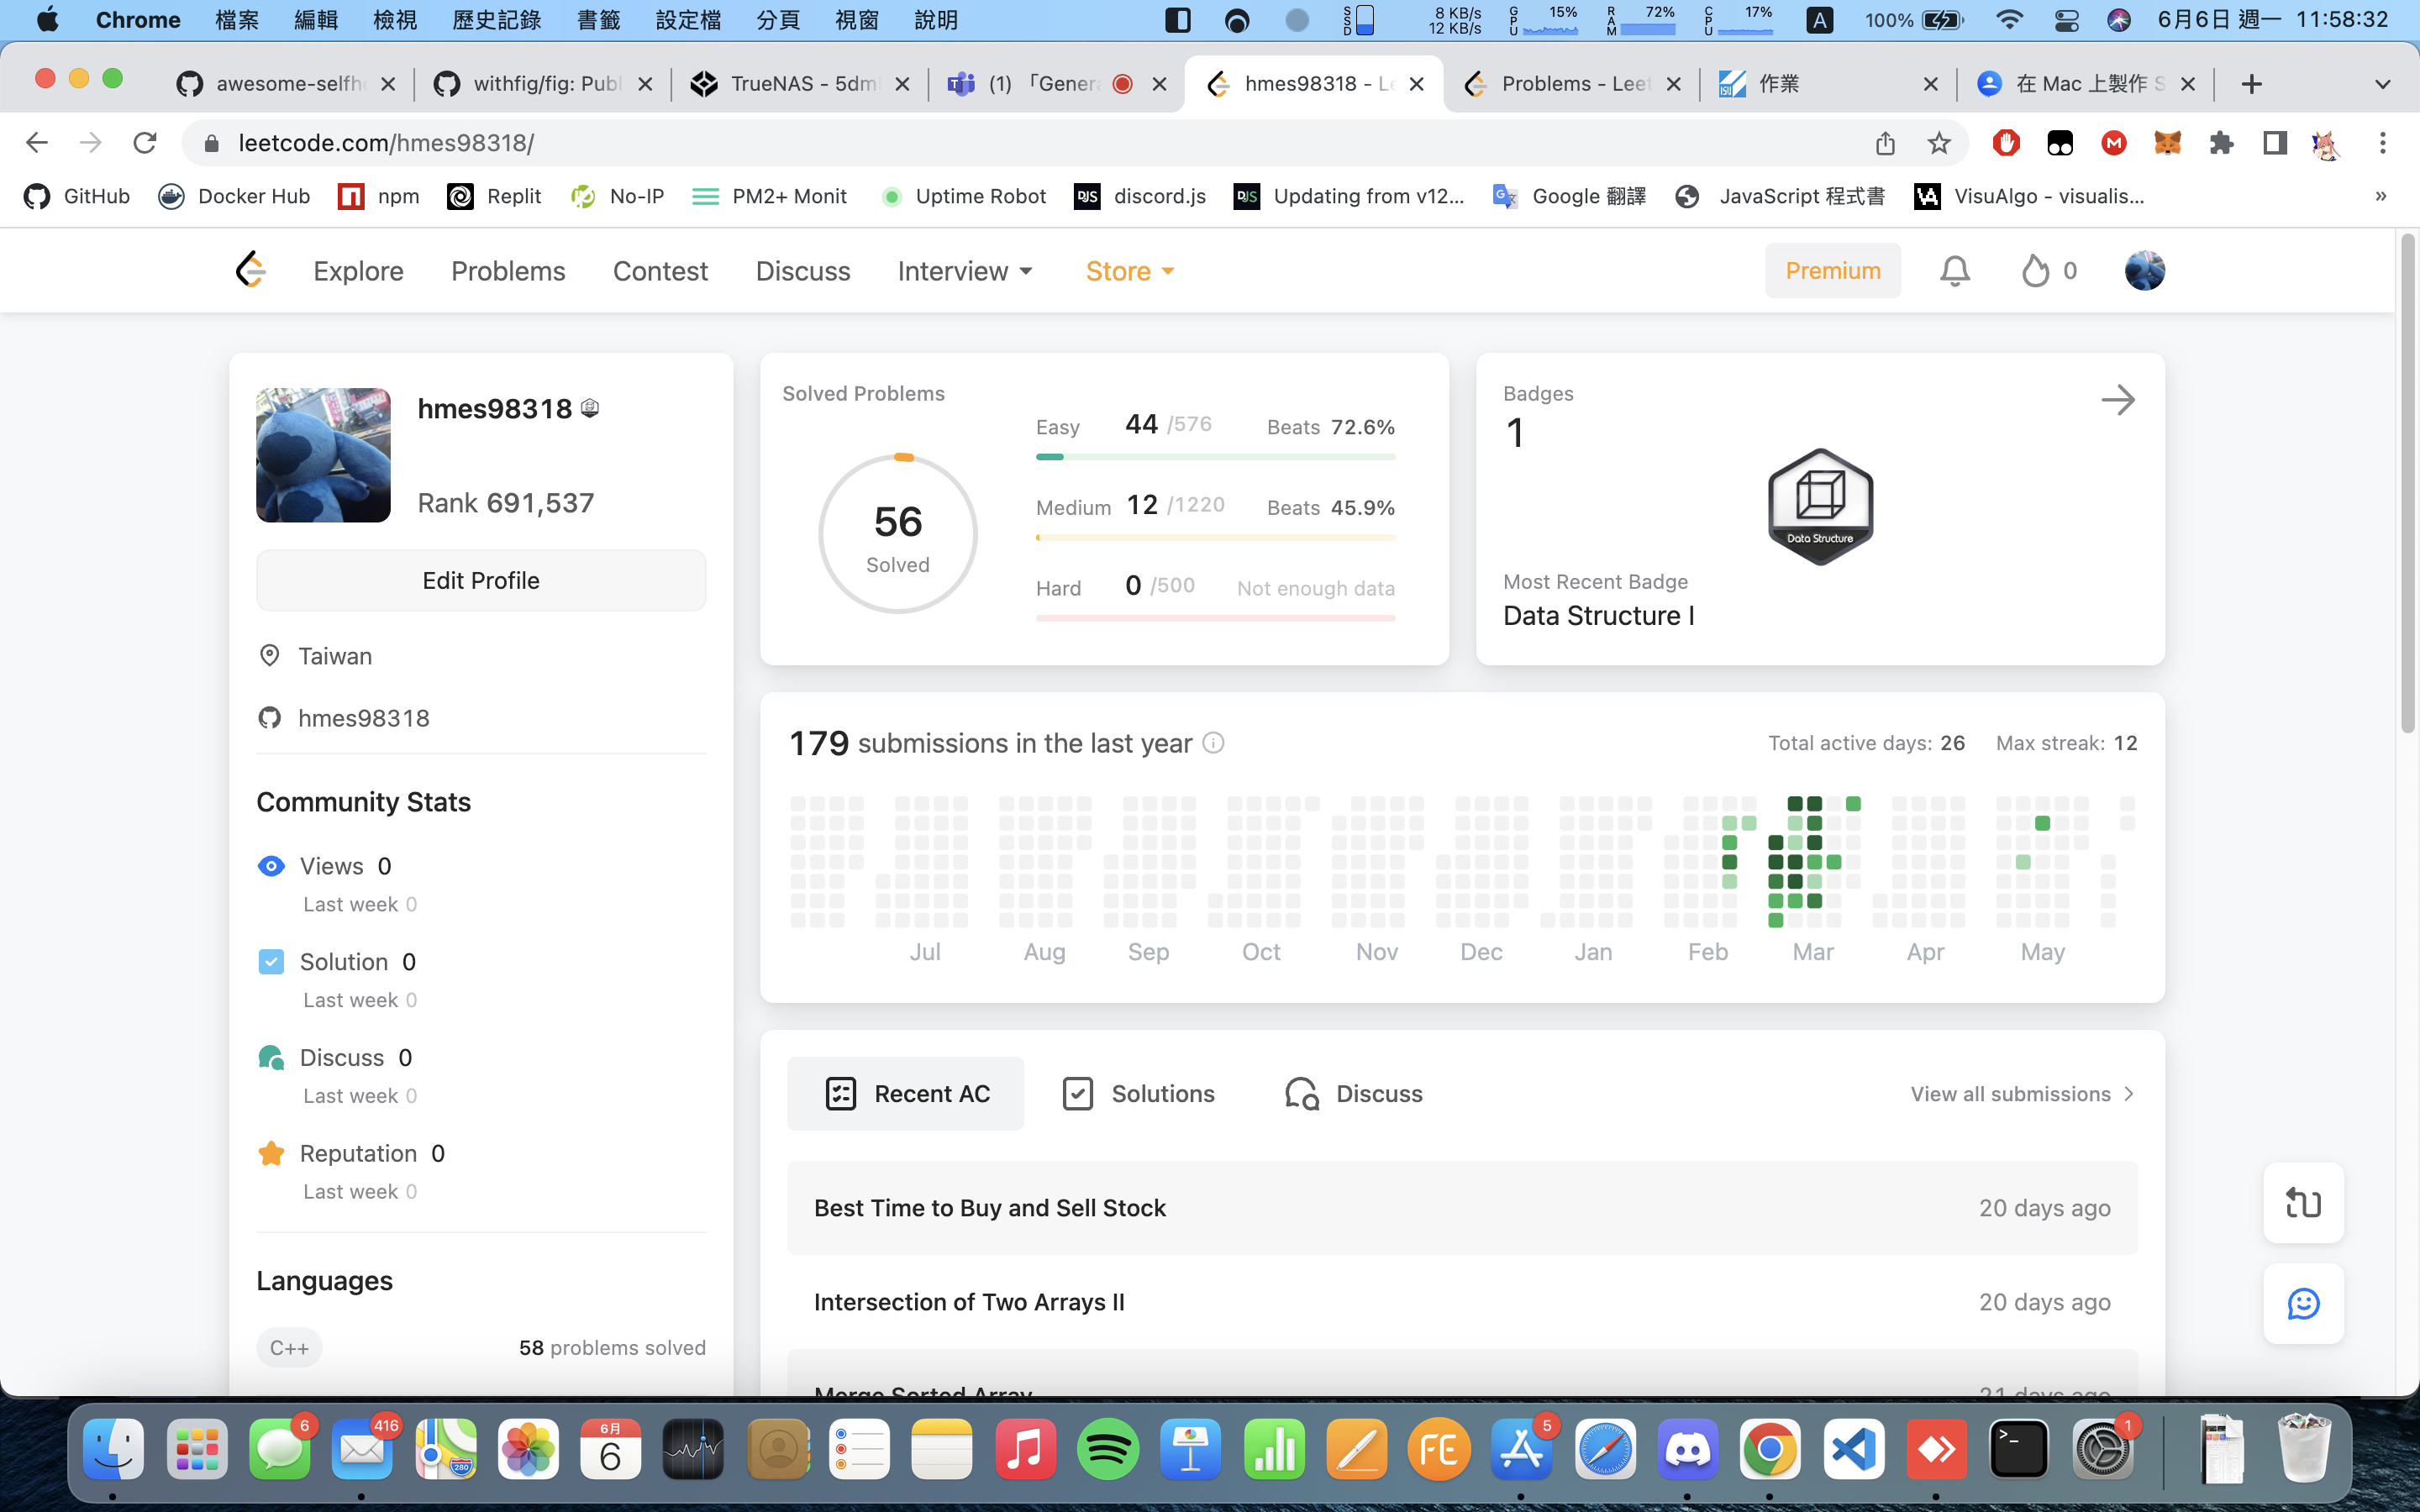 Chrome 檔案 編輯 檢視 歷史記錄 書籤 設定檔 分頁 視窗 說明 SSD 8 KB/s 12 KB/s GPU 15% RAM 72% CPU 17% A 100% 6月6日 週一 11:58:32
awesome-selfh withfig/fig: Publ TrueNAS - 5dm (1) 「Genera hmes98318 - Le Problems - Leet ISU 作業 在 Mac 上製作 S
leetcode.com/hmes98318/
GitHub Docker Hub npm Replit No-IP PM2+ Monit Uptime Robot DJS discord.js DJS Updating from v12... Google 翻譯 JavaScript 程式書 VA VisuAlgo - visualis... »
Explore Problems Contest Discuss Interview Store Premium 0
hmes98318
Rank 691,537
Edit Profile
Taiwan
hmes98318
Community Stats
Views 0
Last week 0
Solution 0
Last week 0
Discuss 0
Last week 0
Reputation 0
Last week 0
Languages
C++ 58 problems solved
Solved Problems
56
Solved
Easy 44 /576 Beats 72.6%
Medium 12 /1220 Beats 45.9%
Hard 0 /500 Not enough data
Badges
1
Data Structure
Most Recent Badge
Data Structure I
179 submissions in the last year Total active days: 26 Max streak: 12
Jul Aug Sep Oct Nov Dec Jan Feb Mar Apr May
Recent AC Solutions Discuss View all submissions
Best Time to Buy and Sell Stock 20 days ago
Intersection of Two Arrays II 20 days ago
Merge Sorted Array 21 days ago
6 416 280 6月 6 FE 5 >_ 1